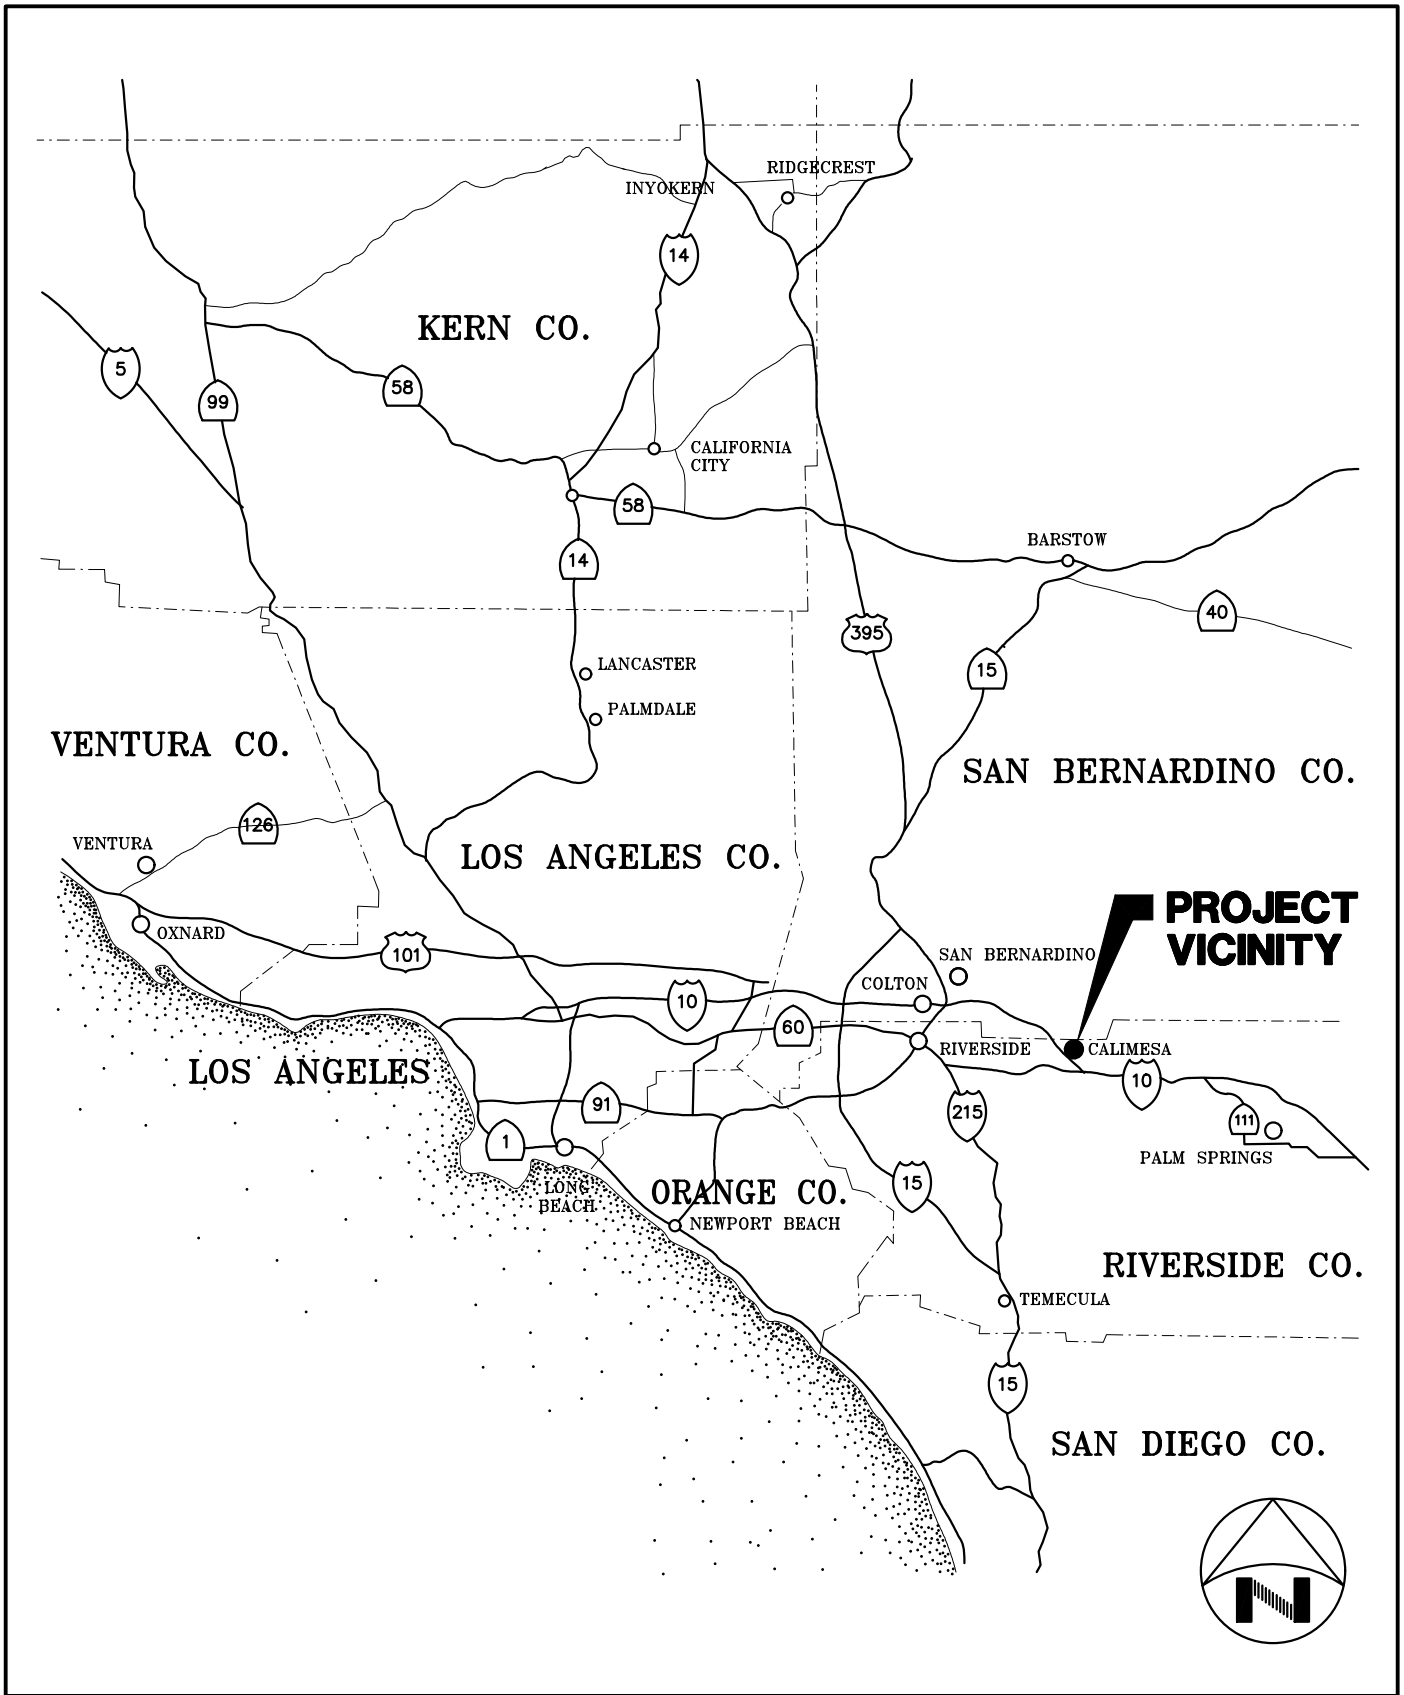 RIDGECREST
INYOKERN
14
KERN CO.
5
58
99
CALIFORNIA
CITY
58
BARSTOW
14
40
395
15
LANCASTER
PALMDALE
VENTURA CO.
SAN BERNARDINO CO.
126
VENTURA
LOS ANGELES CO.
PROJECT
VICINITY
OXNARD
101
SAN BERNARDINO
COLTON
10
60
RIVERSIDE
CALIMESA
LOS ANGELES
10
91
215
111
1
PALM SPRINGS
15
LONG
BEACH
ORANGE CO.
NEWPORT BEACH
RIVERSIDE CO.
TEMECULA
15
SAN DIEGO CO.
N